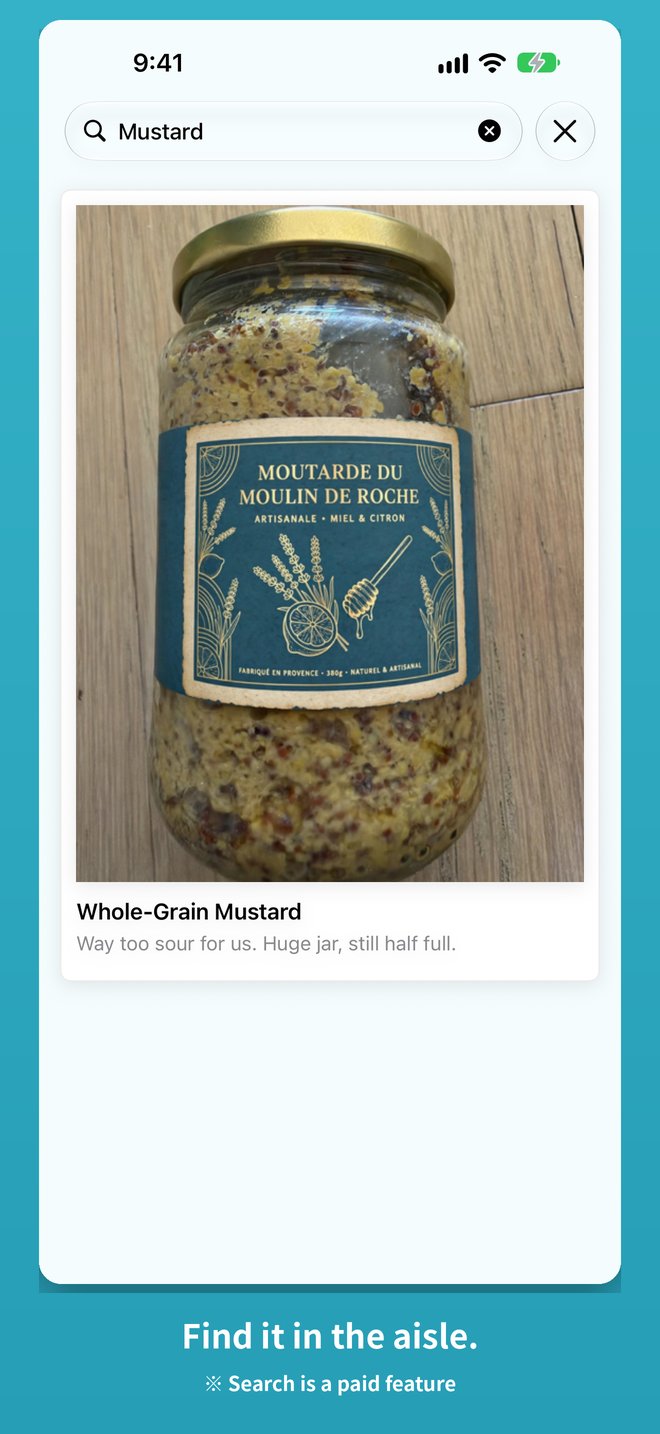 9:41
Mustard
MOUTARDE DU
MOULIN DE ROCHE
ARTISANALE • MIEL & CITRON
FABRIQUÉ EN PROVENCE • 380g • NATUREL & ARTISANAL
Whole-Grain Mustard
Way too sour for us. Huge jar, still half full.
Find it in the aisle.
※ Search is a paid feature